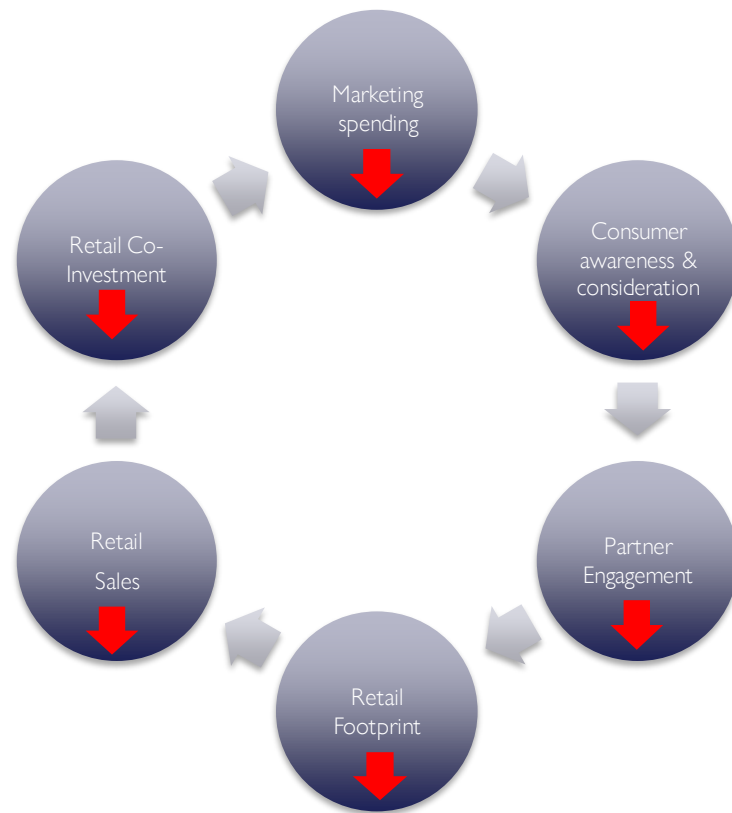 Marketing
spending
Consumer
awareness &
consideration
Partner
Engagement
Retail
Footprint
Retail
Sales
Retail Co-
Investment